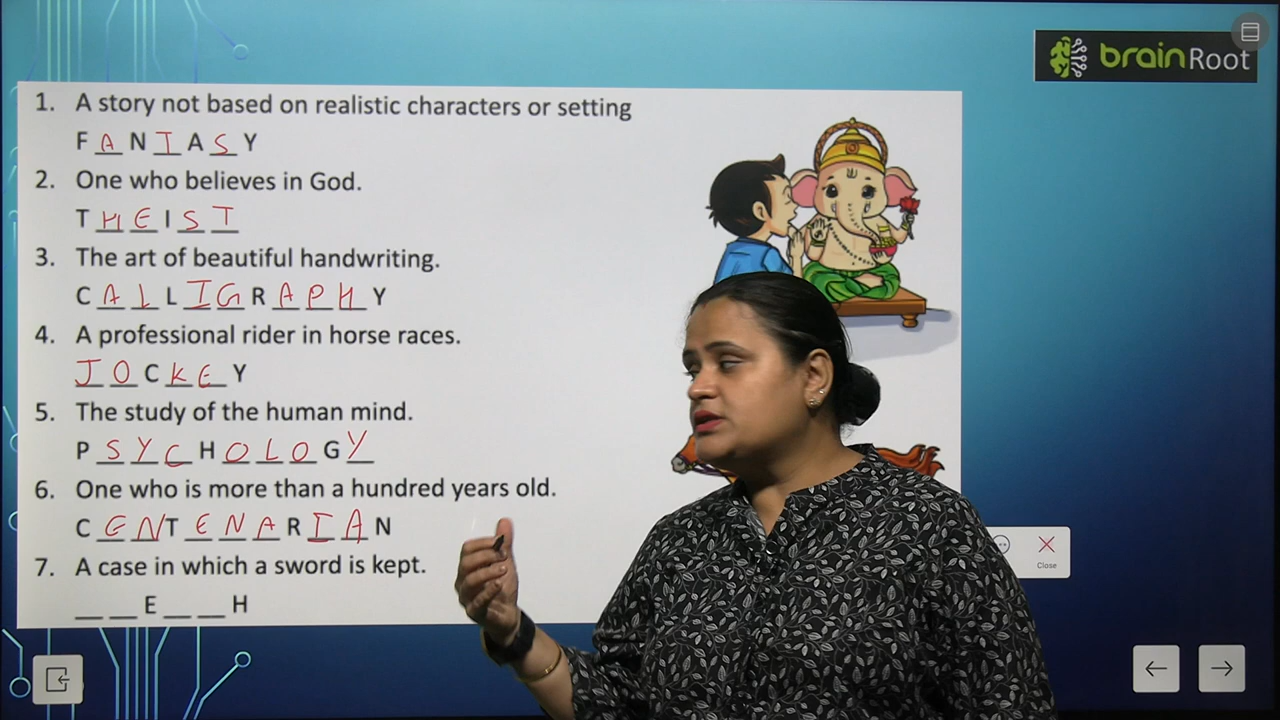 brainRoot
1. A story not based on realistic characters or setting
F A N T A S Y
2. One who believes in God.
T H E I S T
3. The art of beautiful handwriting.
C A L L I G R A P H Y
4. A professional rider in horse races.
J O C K E Y
5. The study of the human mind.
P S Y C H O L O G Y
6. One who is more than a hundred years old.
C E N T E N A R I A N
7. A case in which a sword is kept.
_ _ E _ _ H
Close